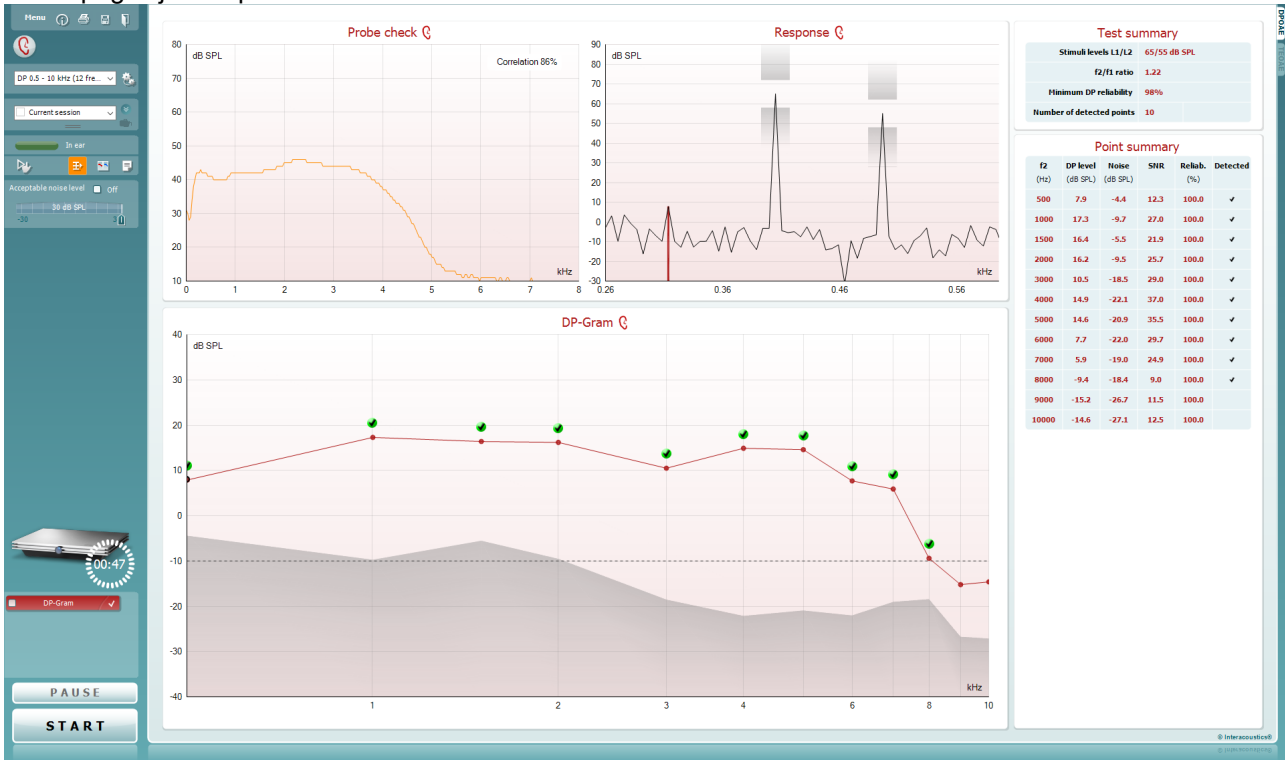 Menu
DP 0.5 - 10 kHz (12 fre...
Current session
In ear
Acceptable noise level Off
30 dB SPL
-30
PAUSE
START
00:47
DP-Gram
Probe check
dB SPL
Correlation 86%
80
70
60
50
40
30
20
10
kHz
0 1 2 3 4 5 6 7 8
Response
dB SPL
90
80
70
60
50
40
30
20
10
0
-10
-20
-30
kHz
0.26 0.36 0.46 0.56
DP-Gram
dB SPL
40
30
20
10
0
-10
-20
-30
-40
kHz
1 2 3 4 6 8 10
Test summary
Stimuli levels L1/L2 65/55 dB SPL
f2/f1 ratio 1.22
Minimum DP reliability 98%
Number of detected points 10
Point summary
f2 DP level Noise SNR Reliab. Detected
(Hz) (dB SPL) (dB SPL) (%)
500 7.9 -4.4 12.3 100.0 ✔
1000 17.3 -9.7 27.0 100.0 ✔
1500 16.4 -5.5 21.9 100.0 ✔
2000 16.2 -9.5 25.7 100.0 ✔
3000 10.5 -18.5 29.0 100.0 ✔
4000 14.9 -22.1 37.0 100.0 ✔
5000 14.6 -20.9 35.5 100.0 ✔
6000 7.7 -22.0 29.7 100.0 ✔
7000 5.9 -19.0 24.9 100.0 ✔
8000 -9.4 -18.4 9.0 100.0 ✔
9000 -15.2 -26.7 11.5 100.0
10000 -14.6 -27.1 12.5 100.0
DPOAE
TEOAE
© Interacoustics®